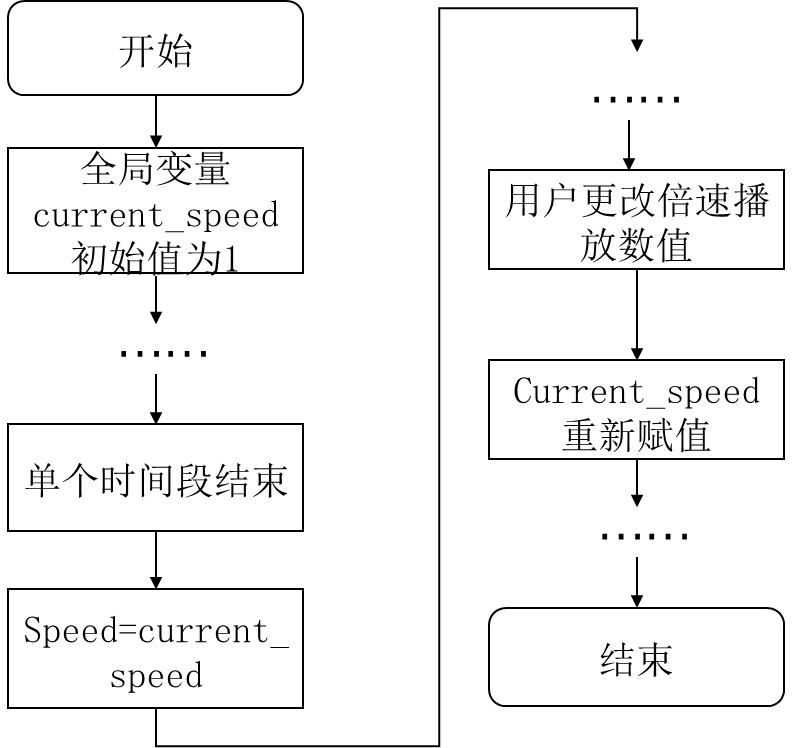 开始
全局变量
current_speed
初始值为1
……
单个时间段结束
Speed=current_
speed
……
用户更改倍速播
放数值
Current_speed
重新赋值
……
结束